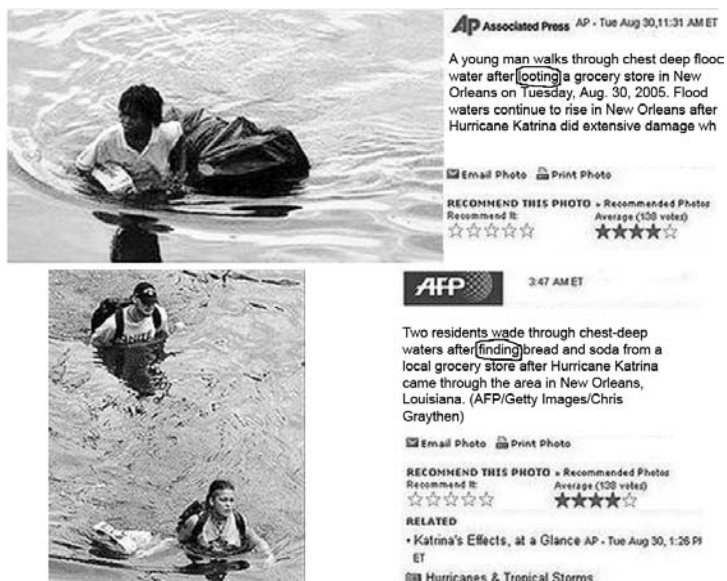 AP Associated Press AP - Tue Aug 30,11:31 AM ET
A young man walks through chest deep flooc
water after looting a grocery store in New
Orleans on Tuesday, Aug. 30, 2005. Flood
waters continue to rise in New Orleans after
Hurricane Katrina did extensive damage wh
Email Photo Print Photo
RECOMMEND THIS PHOTO » Recommended Photos
Recommend It: Average (138 votes)
AFP 3:47 AM ET
Two residents wade through chest-deep
waters after finding bread and soda from a
local grocery store after Hurricane Katrina
came through the area in New Orleans,
Louisiana. (AFP/Getty Images/Chris
Graythen)
Email Photo Print Photo
RECOMMEND THIS PHOTO » Recommended Photos
Recommend It: Average (138 votes)
RELATED
• Katrina's Effects, at a Glance AP - Tue Aug 30, 1:26 PM
ET
Hurricanes & Tropical Storms